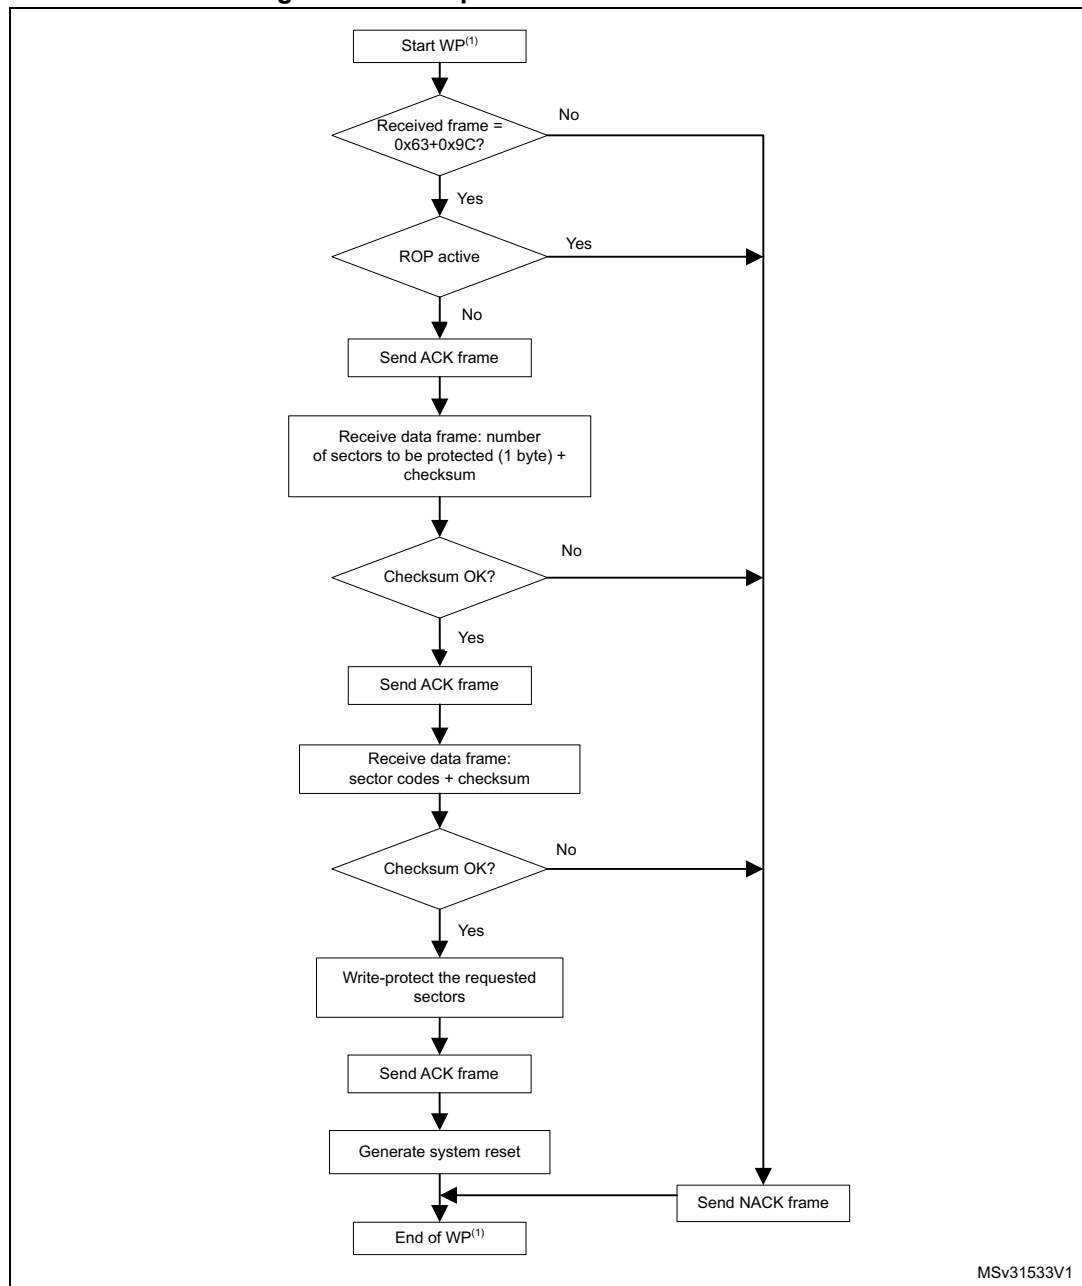 Start WP(1)
No
Received frame =
0x63+0x9C?
Yes
Yes
ROP active
No
Send ACK frame
Receive data frame: number
of sectors to be protected (1 byte) +
checksum
No
Checksum OK?
Yes
Send ACK frame
Receive data frame:
sector codes + checksum
No
Checksum OK?
Yes
Write-protect the requested
sectors
Send ACK frame
Generate system reset
Send NACK frame
End of WP(1)
MSv31533V1